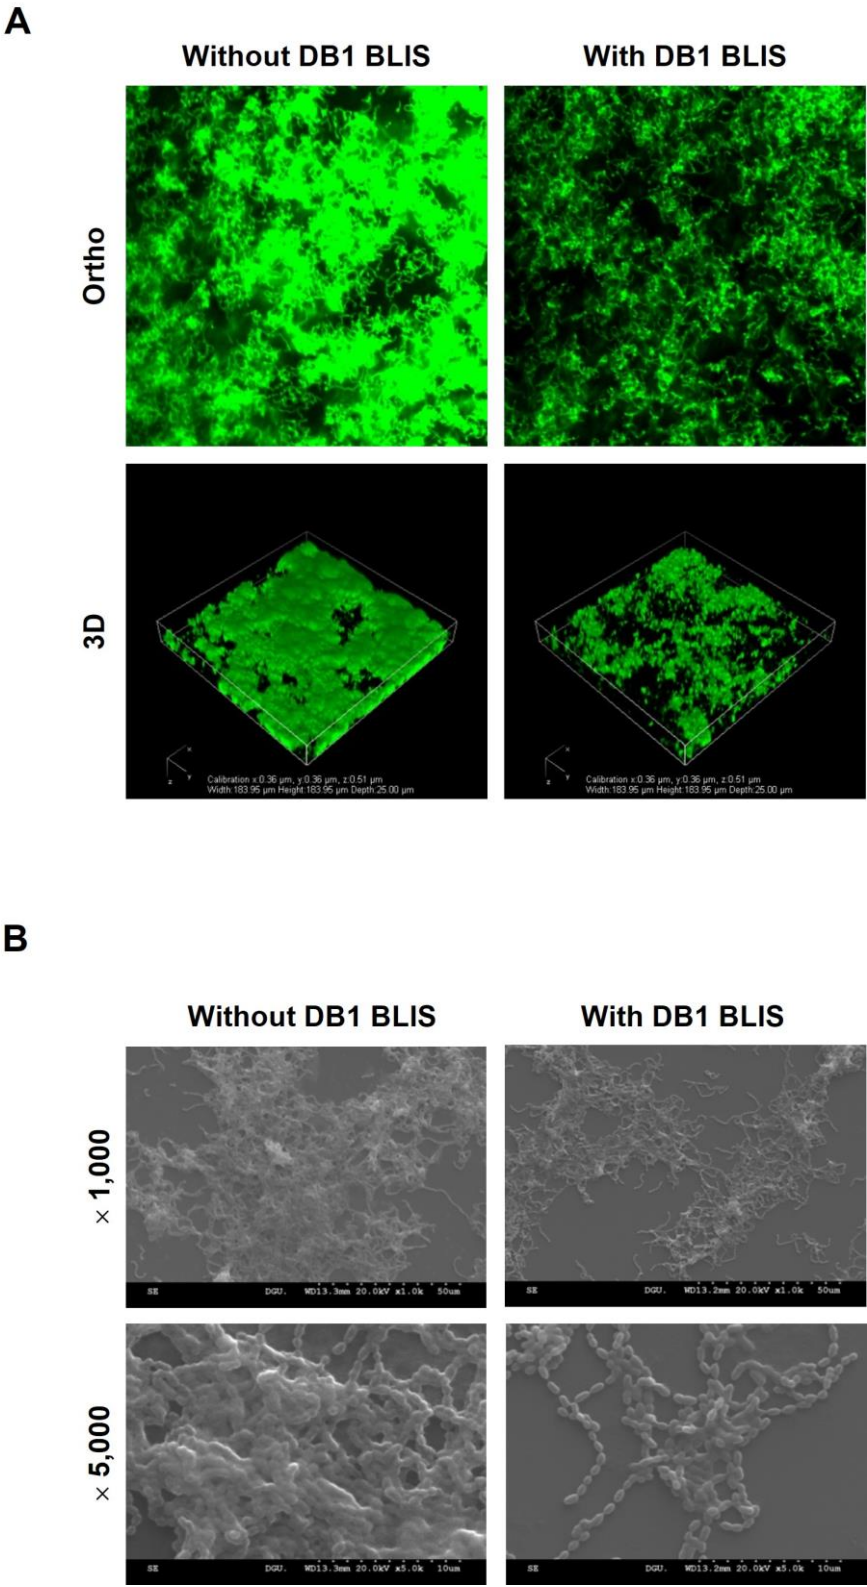 A
Without DB1 BLIS
With DB1 BLIS
Ortho
3D
x
y
z
Calibration x:0.36 µm, y:0.36 µm, z:0.51 µm
Width:183.95 µm Height:183.95 µm Depth:25.00 µm
x
y
z
Calibration x:0.36 µm, y:0.36 µm, z:0.51 µm
Width:183.95 µm Height:183.95 µm Depth:25.00 µm
B
Without DB1 BLIS
With DB1 BLIS
× 1,000
SE DGU. WD13.3mm 20.0kV x1.0k 50um
SE DGU. WD13.2mm 20.0kV x1.0k 50um
× 5,000
SE DGU. WD13.3mm 20.0kV x5.0k 10um
SE DGU. WD13.2mm 20.0kV x5.0k 10um